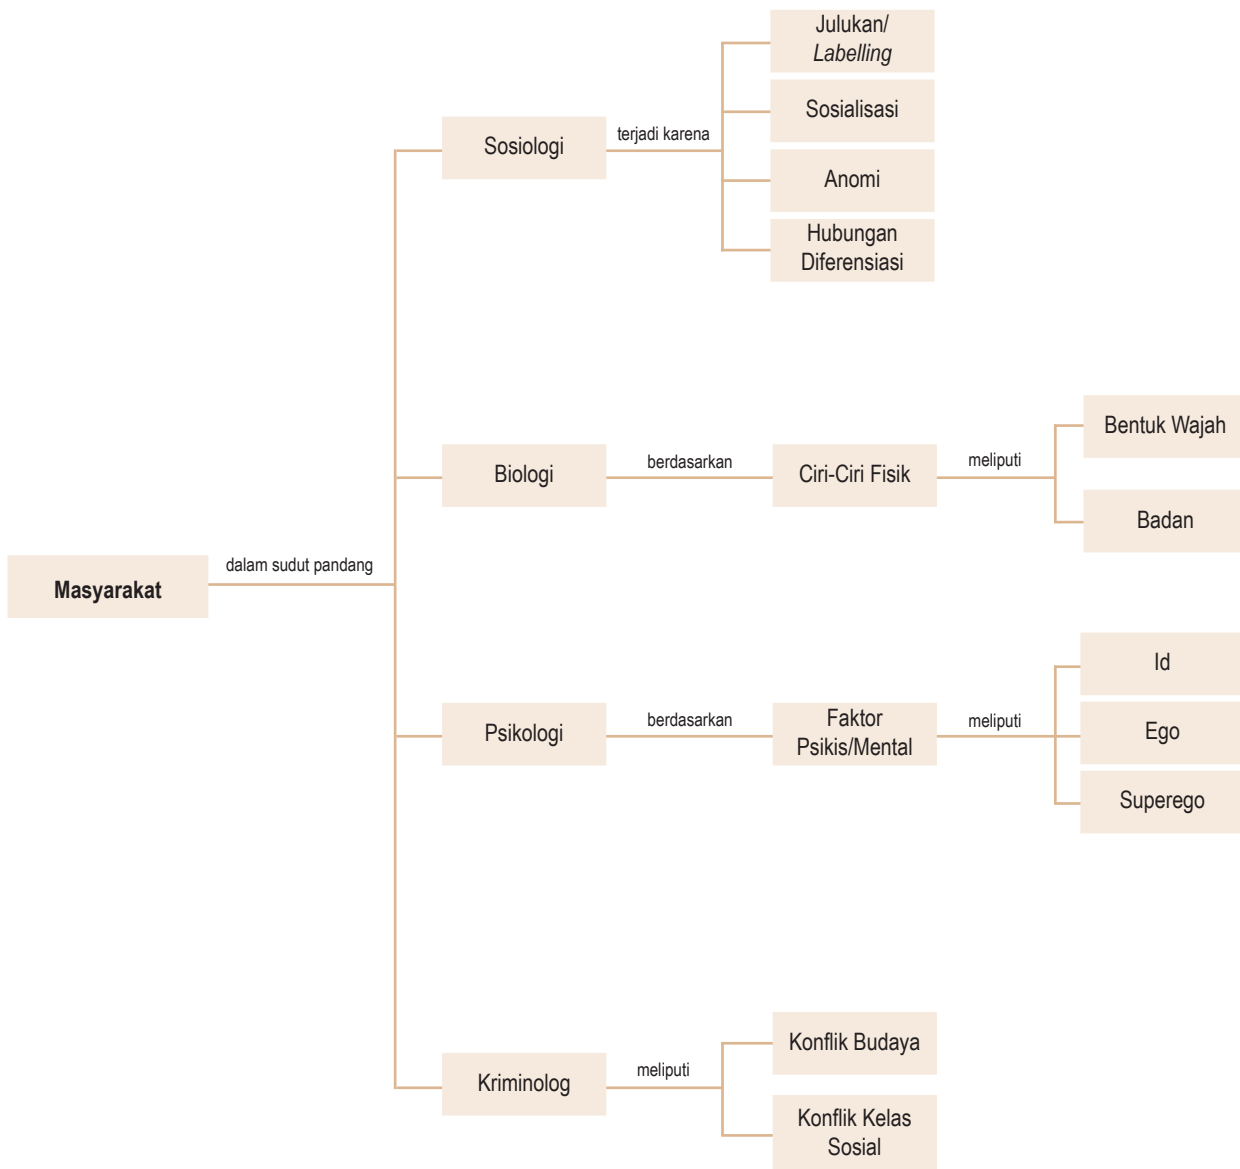 Julukan/
Labelling
Sosialisasi
Sosiologi
terjadi karena
Anomi
Hubungan
Diferensiasi
Bentuk Wajah
Biologi
berdasarkan
Ciri-Ciri Fisik
meliputi
Badan
Masyarakat
dalam sudut pandang
Id
Psikologi
berdasarkan
Faktor
Psikis/Mental
meliputi
Ego
Superego
Konflik Budaya
Kriminolog
meliputi
Konflik Kelas
Sosial